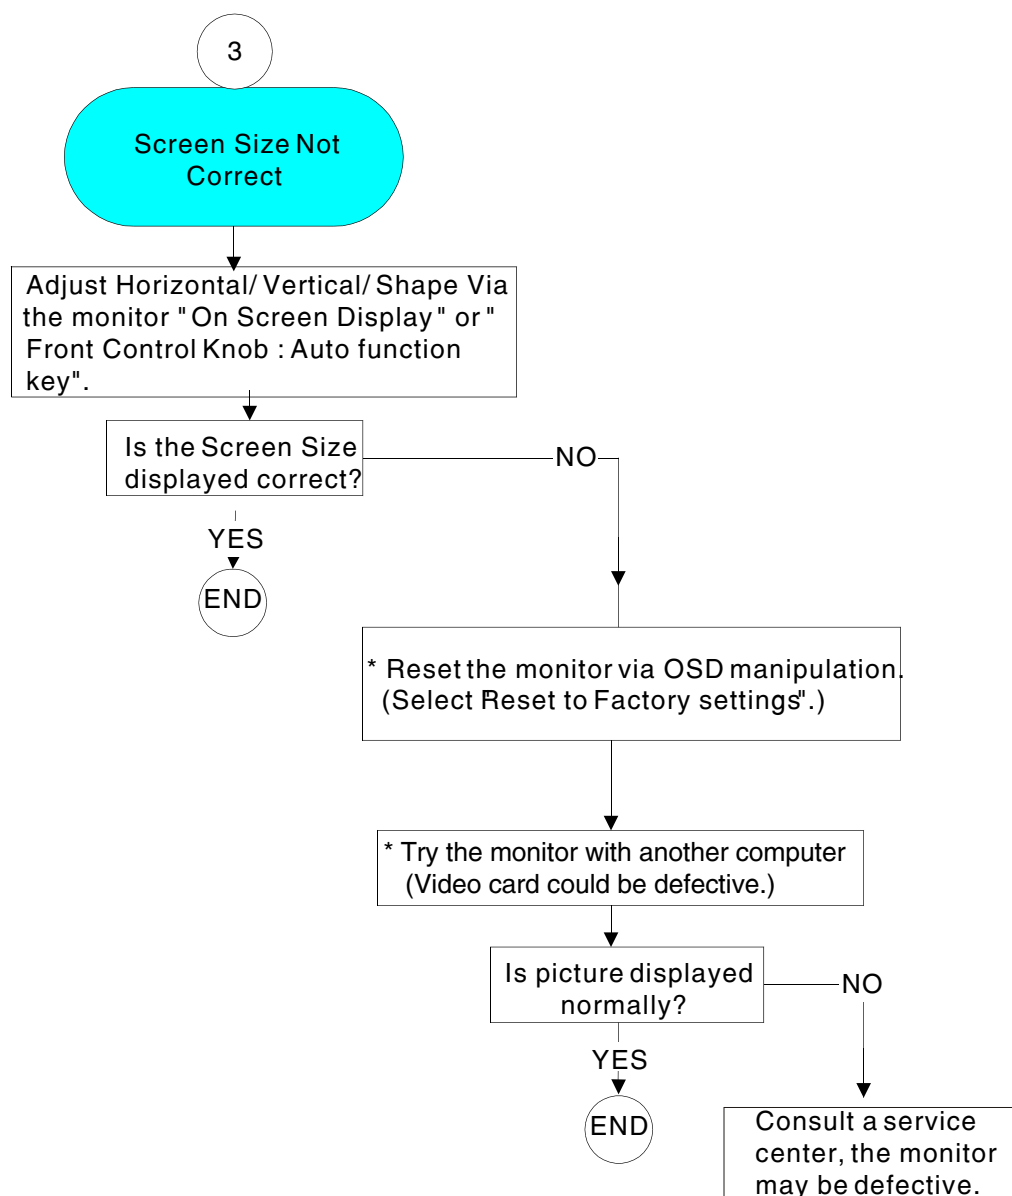 3
Screen Size Not
Correct
Adjust Horizontal/ Vertical/ Shape Via
the monitor "On Screen Display" or "
Front Control Knob : Auto function
key".
Is the Screen Size
displayed correct?
NO
YES
END
* Reset the monitor via OSD manipulation.
(Select "Reset to Factory settings".)
* Try the monitor with another computer
(Video card could be defective.)
Is picture displayed
normally?
NO
YES
END
Consult a service
center, the monitor
may be defective.